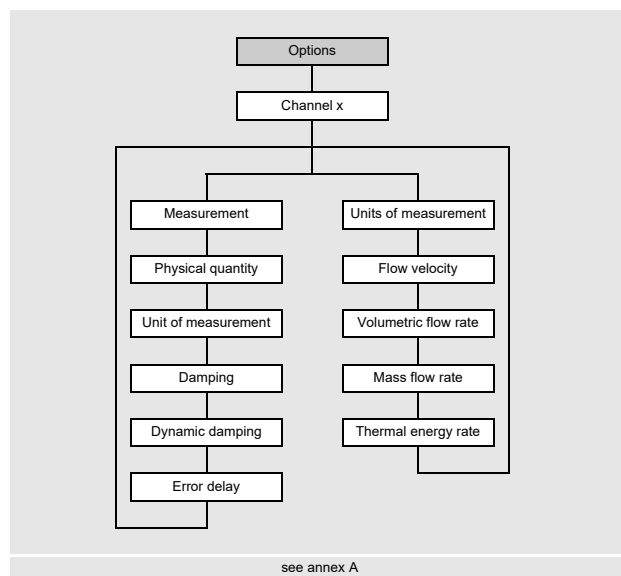 Options
Channel x
Measurement
Physical quantity
Unit of measurement
Damping
Dynamic damping
Error delay
Units of measurement
Flow velocity
Volumetric flow rate
Mass flow rate
Thermal energy rate
see annex A